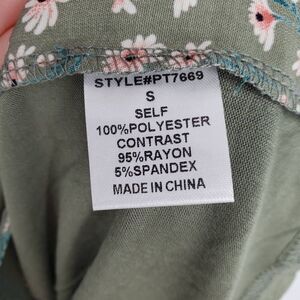 STYLE#PT7669
S
SELF
100%POLYESTER
CONTRAST
95%RAYON
5%SPANDEX
MADE IN CHINA